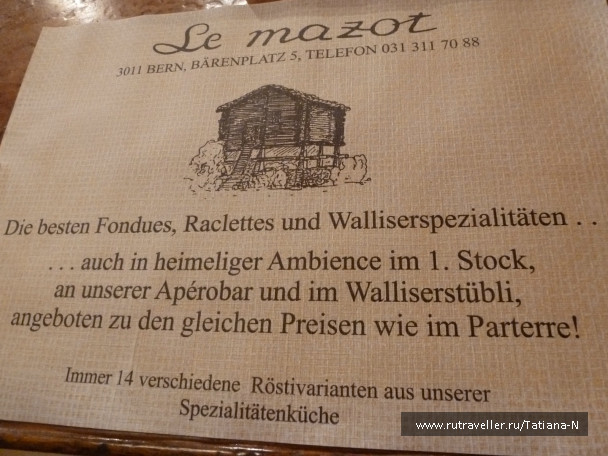 Le mazot
3011 BERN, BÄRENPLATZ 5, TELEFON 031 311 70 88
Die besten Fondues, Raclettes und Walliserspezialitäten . .
. . . auch in heimeliger Ambience im 1. Stock,
an unserer Apérobar und im Walliserstübli,
angeboten zu den gleichen Preisen wie im Parterre!
Immer 14 verschiedene Röstivarianten aus unserer
Spezialitätenküche
www.rutraveller.ru/Tatiana-N